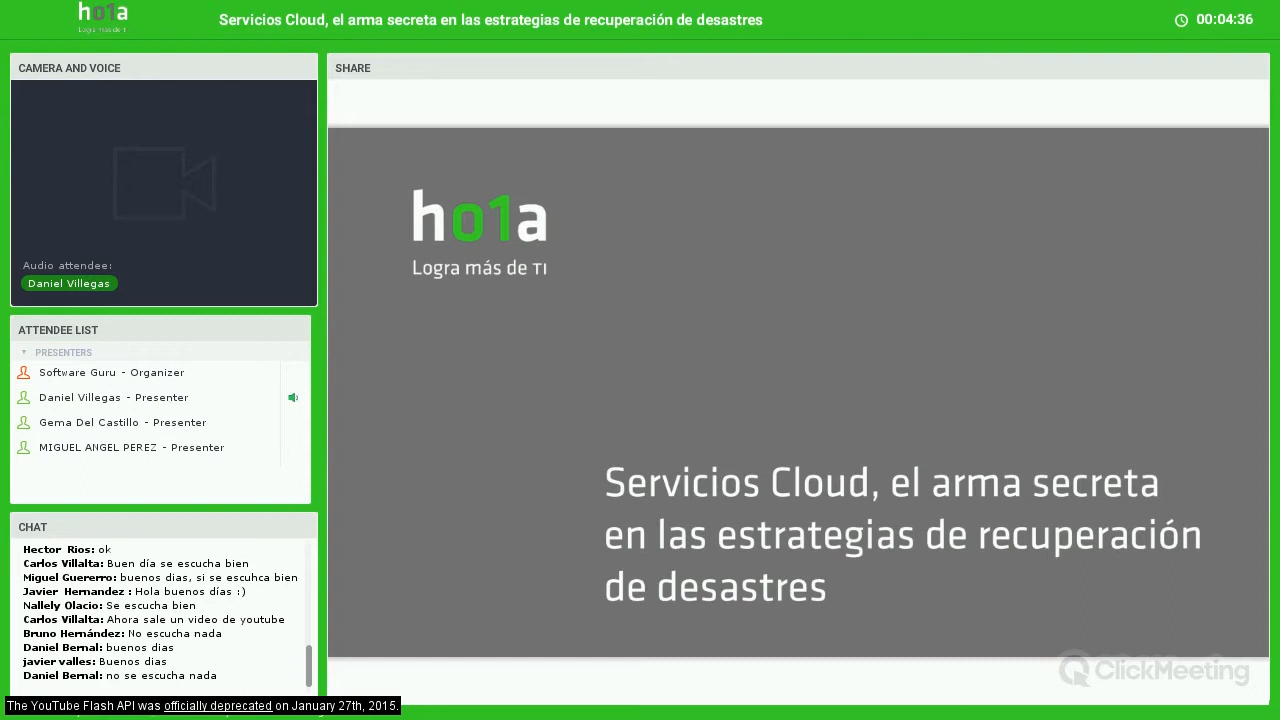 ho1a
Logra más de TI
Servicios Cloud, el arma secreta en las estrategias de recuperación de desastres
00:04:36
CAMERA AND VOICE
Audio attendee:
Daniel Villegas
ATTENDEE LIST
PRESENTERS
Software Guru - Organizer
Daniel Villegas - Presenter
Gema Del Castillo - Presenter
MIGUEL ANGEL PEREZ - Presenter
CHAT
Hector Rios: ok
Carlos Villalta: Buen día se escucha bien
Miguel Guererro: buenos dias, si se escuhca bien
Javier Hernandez : Hola buenos días :)
Nallely Olacio: Se escucha bien
Carlos Villalta: Ahora sale un video de youtube
Bruno Hernández: No escucha nada
Daniel Bernal: buenos dias
javier valles: Buenos dias
Daniel Bernal: no se escucha nada
The YouTube Flash API was officially deprecated on January 27th, 2015.
SHARE
ho1a
Logra más de TI
Servicios Cloud, el arma secreta
en las estrategias de recuperación
de desastres
ClickMeeting